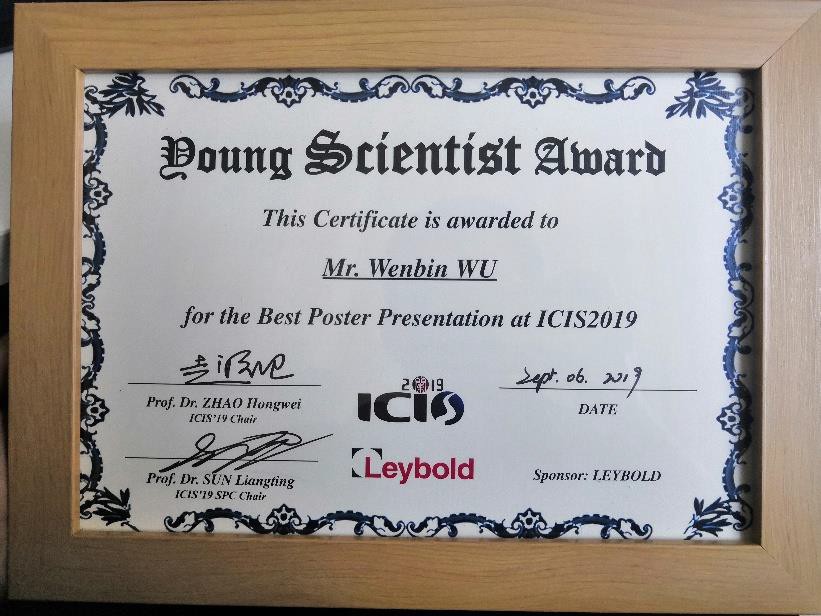 Young Scientist Award
This Certificate is awarded to
Mr. Wenbin WU
for the Best Poster Presentation at ICIS2019
Sept. 06. 2019
Prof. Dr. ZHAO Hongwei
ICIS'19 Chair
DATE
2019
ICIS
Leybold
Prof. Dr. SUN Liangting
ICIS'19 SPC Chair
Sponsor: LEYBOLD